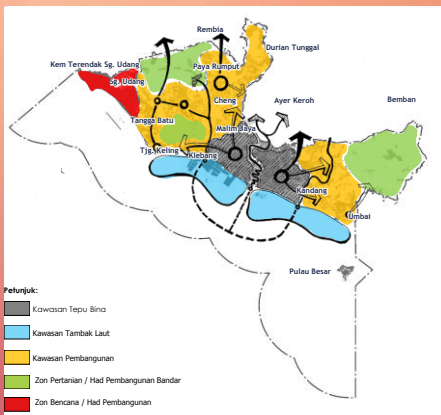 Rembia
Durian Tunggal
Kem Terendak Sg. Udang
Paya Rumput
Sg. Udang
Cheng
Ayer Keroh
Bemban
Tangga Batu
Malim Jaya
Tjg. Keling
Klebang
Kandang
Umbai
Pulau Besar
Petunjuk:
Kawasan Tepu Bina
Kawasan Tambak Laut
Kawasan Pembangunan
Zon Pertanian / Had Pembangunan Bandar
Zon Bencana / Had Pembangunan